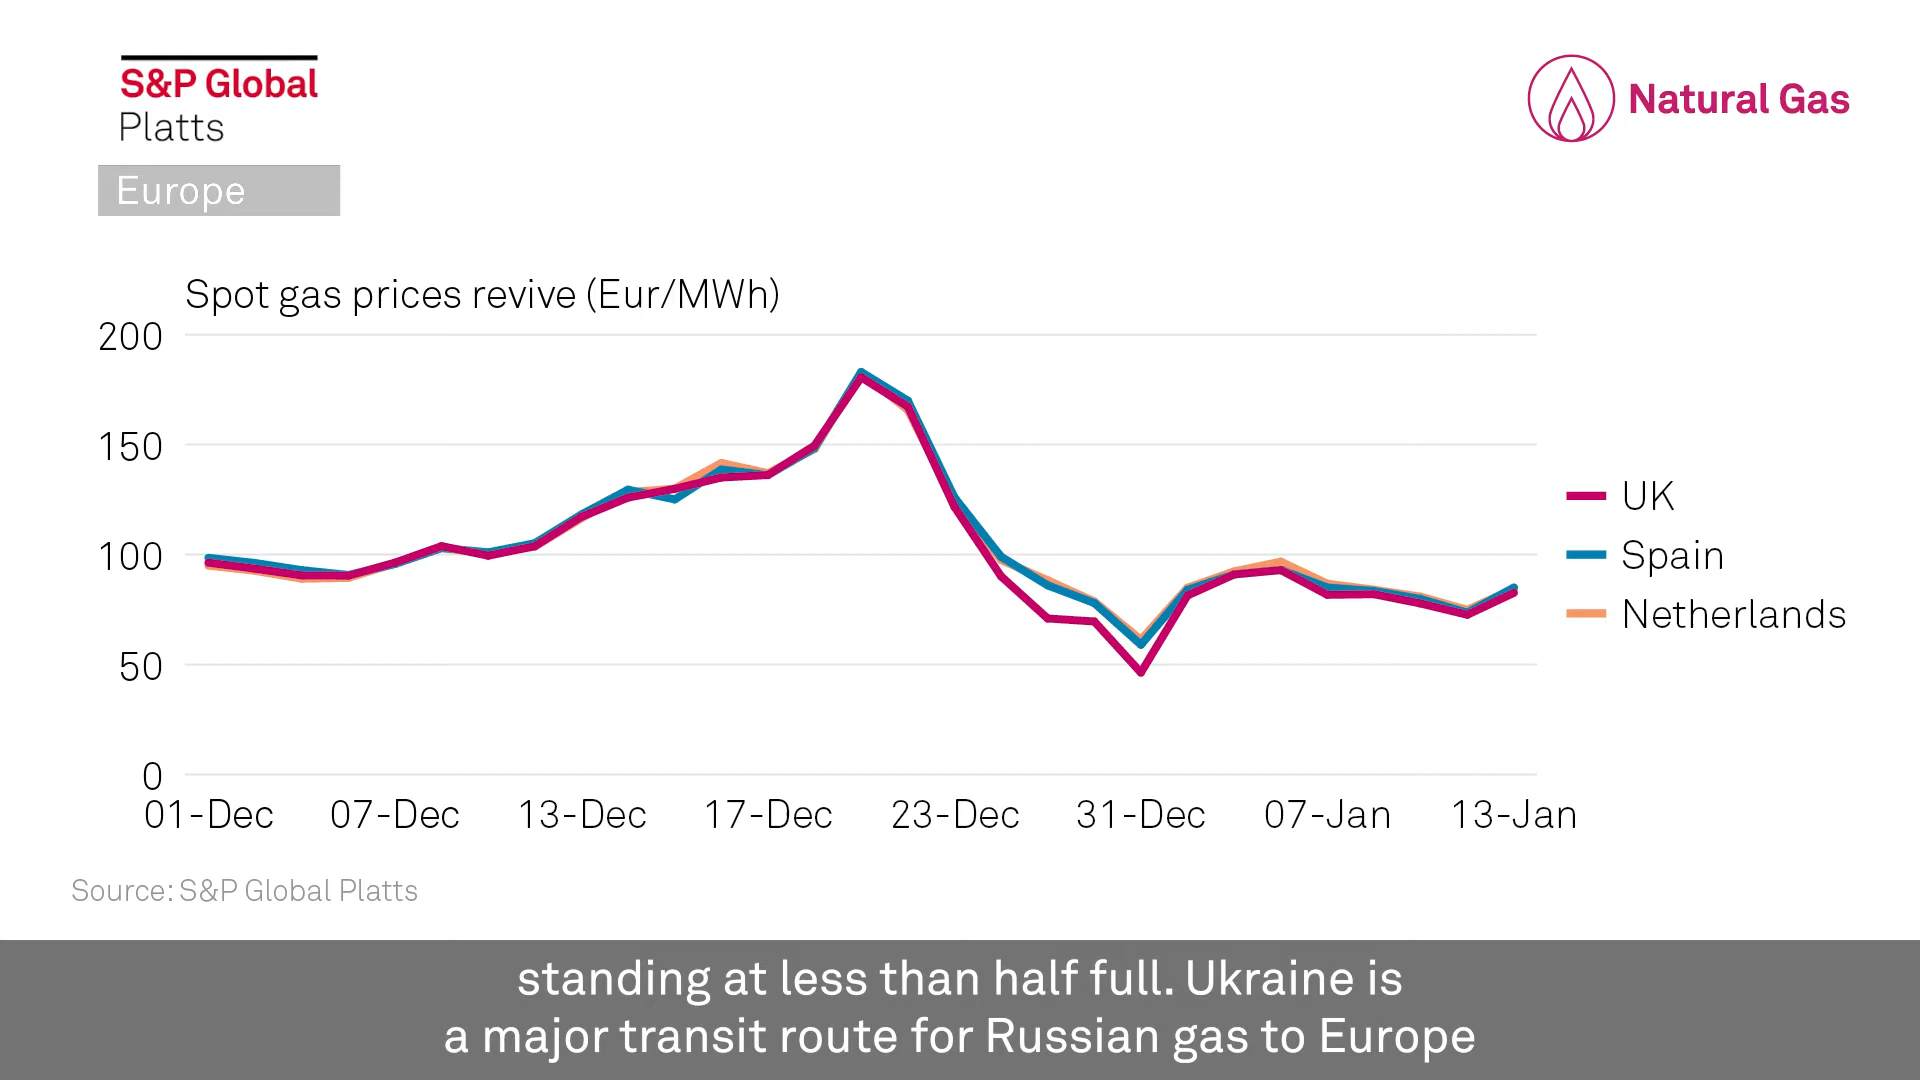 S&P Global
Platts
Natural Gas
Europe
Spot gas prices revive (Eur/MWh)
200
150
100
50
0
UK
Spain
Netherlands
01-Dec 07-Dec 13-Dec 17-Dec 23-Dec 31-Dec 07-Jan 13-Jan
Source: S&P Global Platts
standing at less than half full. Ukraine is
a major transit route for Russian gas to Europe